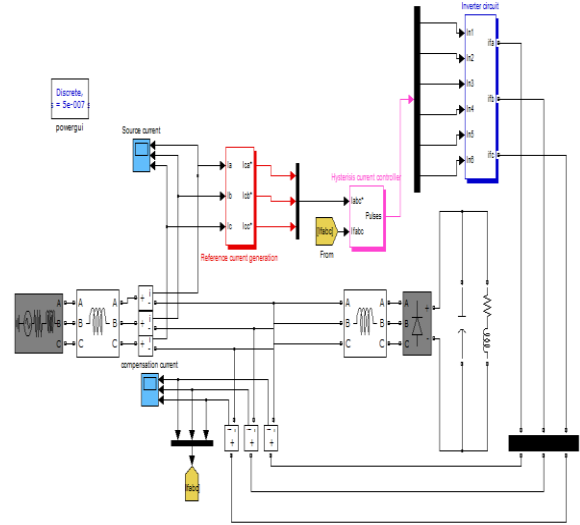 Inverter circuit
In1
In2
In3
In4
In5
In6
ifa
ifb
ifc
Discrete,
s = 5e-007 s
powergui
Source current
Ia
Ib
Ic
Ica*
Icb*
Icc*
Reference current generation
Hysterisis current controller
Iabc*
Ifabc
Pulses
[Ifabc]
From
A
B
C
A
B
C
A
B
C
A
B
C
A
B
C
A
B
C
compensation current
[Ifabc]